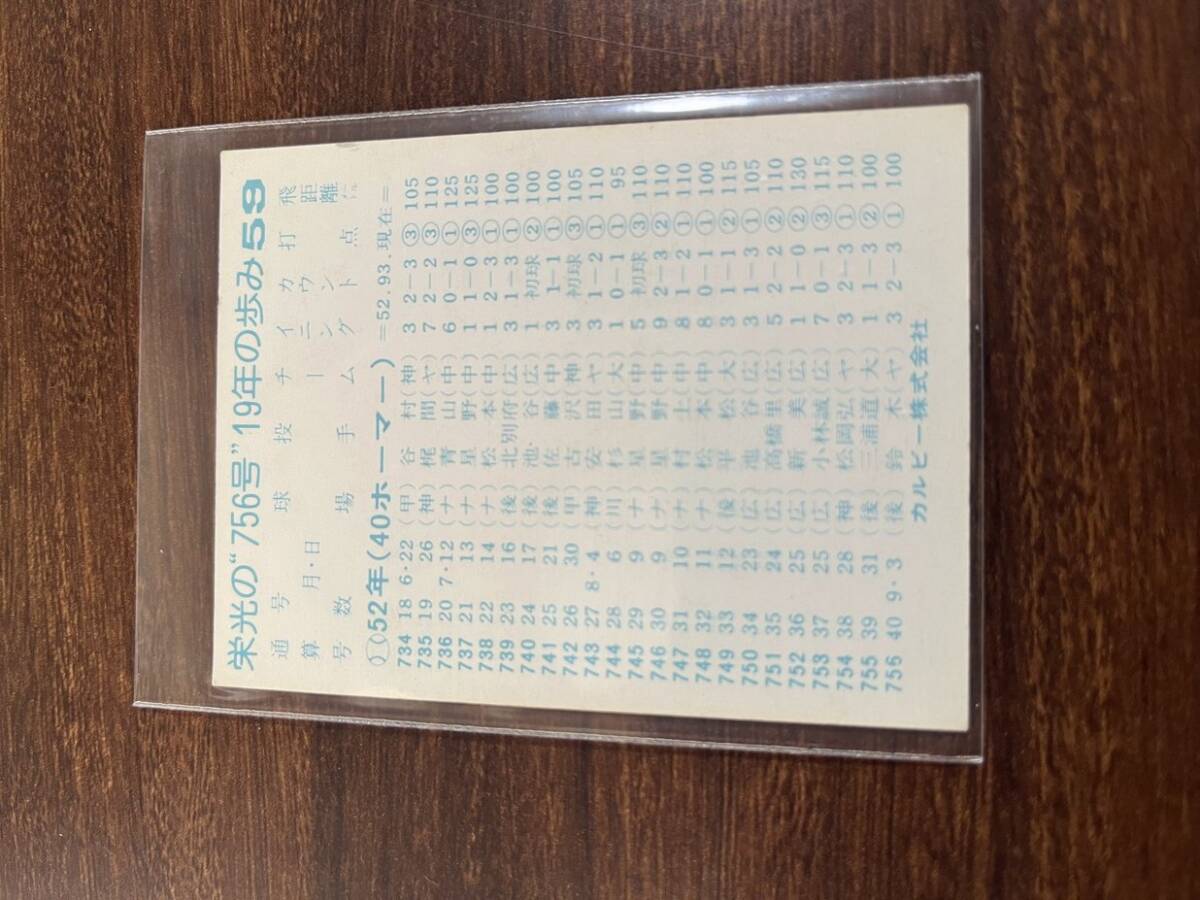 栄光の“756号”19年の歩み59
通算号数 号 月・日 球場 投手 チーム イニング カウント 打点 飛距離 メートル
52年(40ホーマー) =52.93.現在=
734 18 6・22 (甲) 谷村(神) 3 2-3 ③ 105
735 19 26 (神) 梶間(ヤ) 7 2-2 ③ 110
736 20 7・12 (ナ) 青山(中) 6 0-1 ① 125
737 21 13 (ナ) 星野(中) 1 1-0 ③ 125
738 22 14 (ナ) 松本(中) 1 2-3 ① 100
739 23 16 (後) 北別府(広) 3 1-3 ① 100
740 24 17 (後) 池谷(広) 1 初球 ② 100
741 25 21 (後) 佐藤(中) 3 1-1 ① 100
742 26 30 (甲) 古沢(神) 3 初球 ③ 105
743 27 8・4 (神) 安田(ヤ) 3 1-2 ① 110
744 28 6 (川) 杉山(大) 1 0-1 ① 95
745 29 9 (ナ) 星野(中) 5 初球 ③ 110
746 30 9 (ナ) 星野(中) 9 2-3 ② 110
747 31 10 (ナ) 村上(中) 8 1-2 ① 110
748 32 11 (ナ) 松本(中) 8 0-1 ① 100
749 33 12 (後) 平松(大) 3 1-1 ② 115
750 34 23 (広) 池谷(広) 3 1-3 ① 105
751 35 24 (広) 高橋里(広) 5 2-2 ② 110
752 36 25 (広) 新美(広) 1 1-0 ② 130
753 37 25 (広) 小林誠(広) 7 0-1 ③ 115
754 38 28 (神) 松岡弘(ヤ) 3 2-3 ① 110
755 39 31 (後) 三浦道(大) 1 1-3 ② 100
756 40 9・3 (後) 鈴木(ヤ) 3 2-3 ① 100
カルビー株式会社